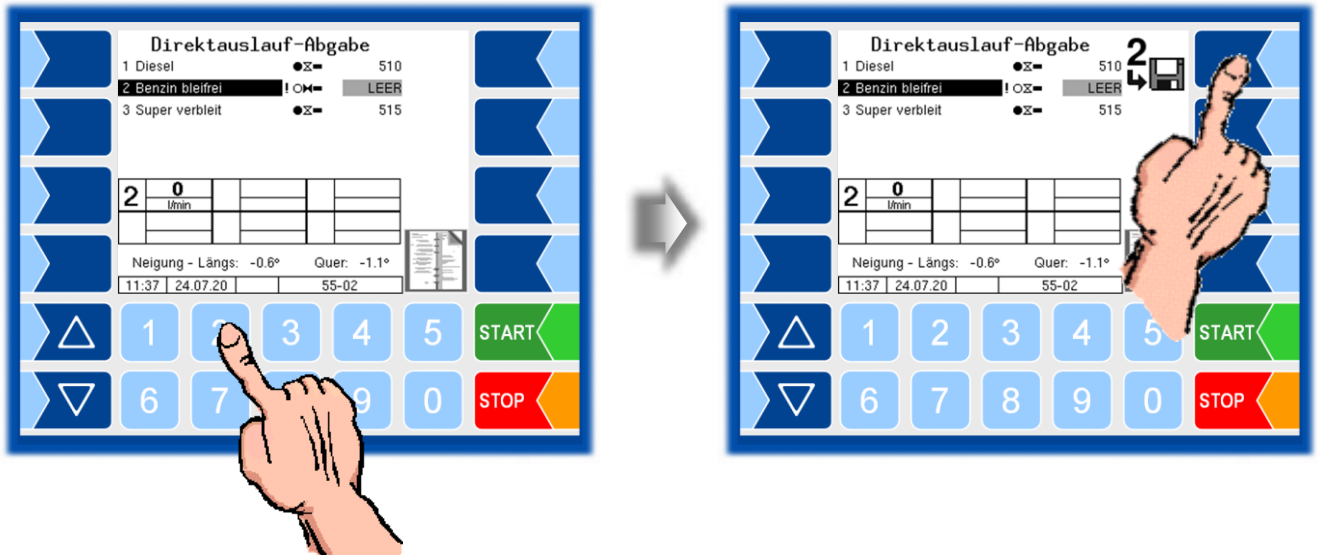 Direktauslauf-Abgabe
1 Diesel 510
2 Benzin bleifrei ! LEER
3 Super verbleit 515
2 0
l/min
Neigung - Längs: -0.6° Quer: -1.1°
11:37 24.07.20 55-02
1 2 3 4 5 START
6 7 9 0 STOP
Direktauslauf-Abgabe
2
1 Diesel 510
2 Benzin bleifrei ! LEER
3 Super verbleit 515
2 0
l/min
Neigung - Längs: -0.6° Quer: -1.1°
11:37 24.07.20 55-02
1 2 3 4 5 START
6 7 8 9 0 STOP